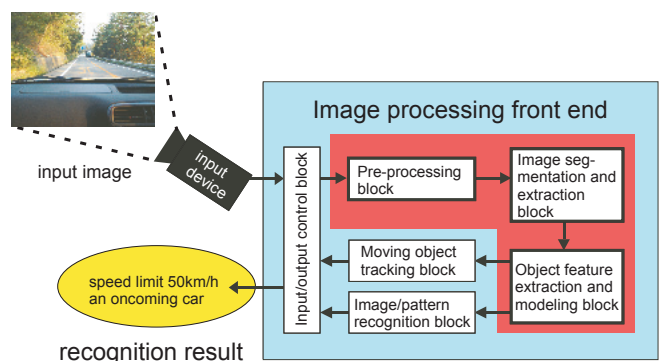 Image processing front end
input image
input
device
Input/output control block
Pre-processing
block
Image seg-
mentation and
extraction
block
Moving object
tracking block
Object feature
extraction and
modeling block
Image/pattern
recognition block
speed limit 50km/h
an oncoming car
recognition result